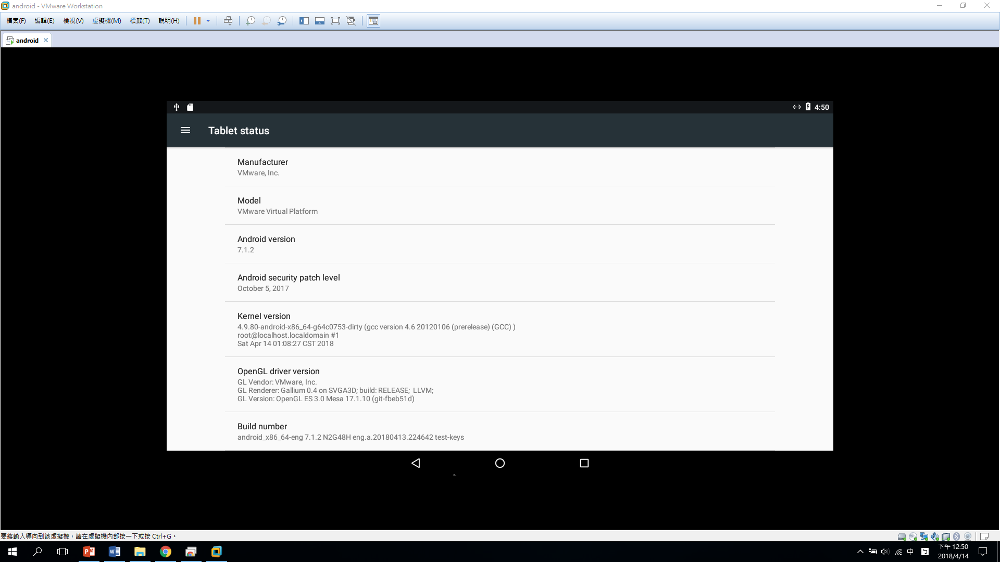 android - VMware Workstation
檔案(F) 編輯(E) 檢視(V) 虛擬機(M) 標籤(T) 說明(H)
android
4:50
Tablet status
Manufacturer
VMware, Inc.
Model
VMware Virtual Platform
Android version
7.1.2
Android security patch level
October 5, 2017
Kernel version
4.9.80-android-x86_64-g64c0753-dirty (gcc version 4.6 20120106 (prerelease) (GCC) )
root@localhost.localdomain #1
Sat Apr 14 01:08:27 CST 2018
OpenGL driver version
GL Vendor: VMware, Inc.
GL Renderer: Gallium 0.4 on SVGA3D; build: RELEASE;  LLVM;
GL Version: OpenGL ES 3.0 Mesa 17.1.10 (git-fbeb51d)
Build number
android_x86_64-eng 7.1.2 N2G48H eng.a.20180413.224642 test-keys
要將輸入導向到該虛擬機，請在虛擬機內部按一下或按 Ctrl+G。
中 ㄅ 下午 12:50
2018/4/14